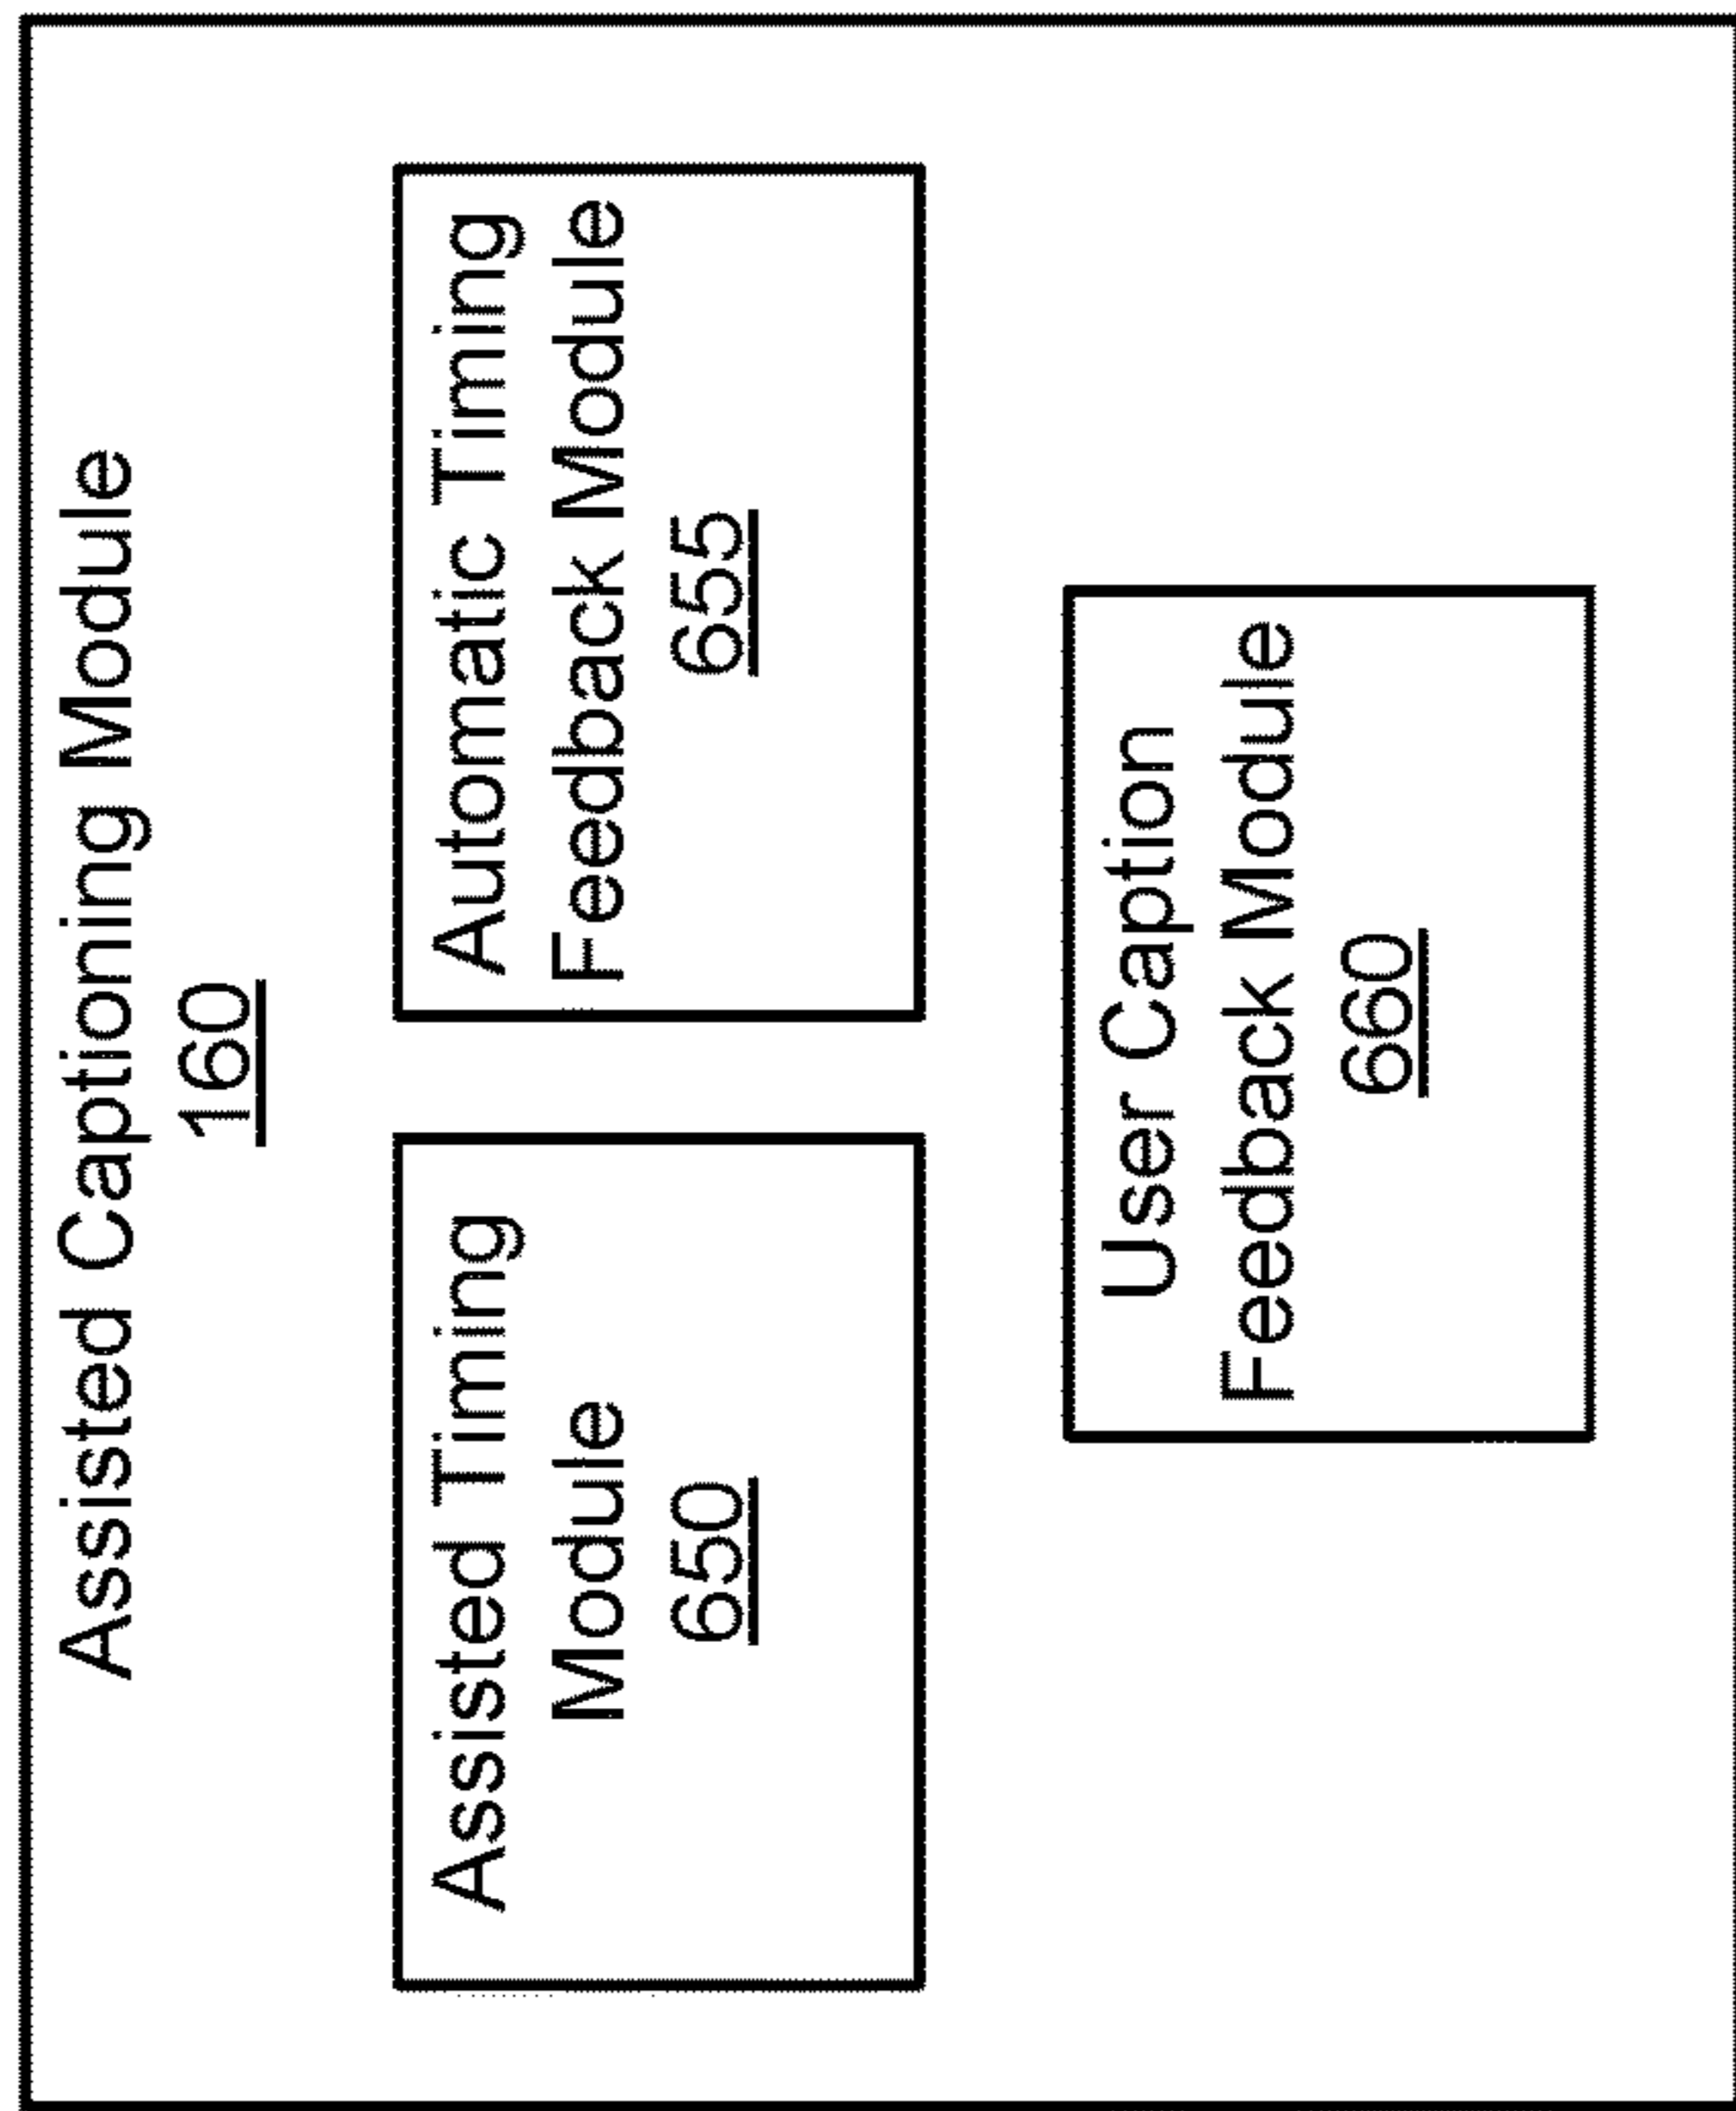 Assisted Captioning Module
160
Assisted Timing
Module
650
Automatic Timing
Feedback Module
655
User Caption
Feedback Module
660